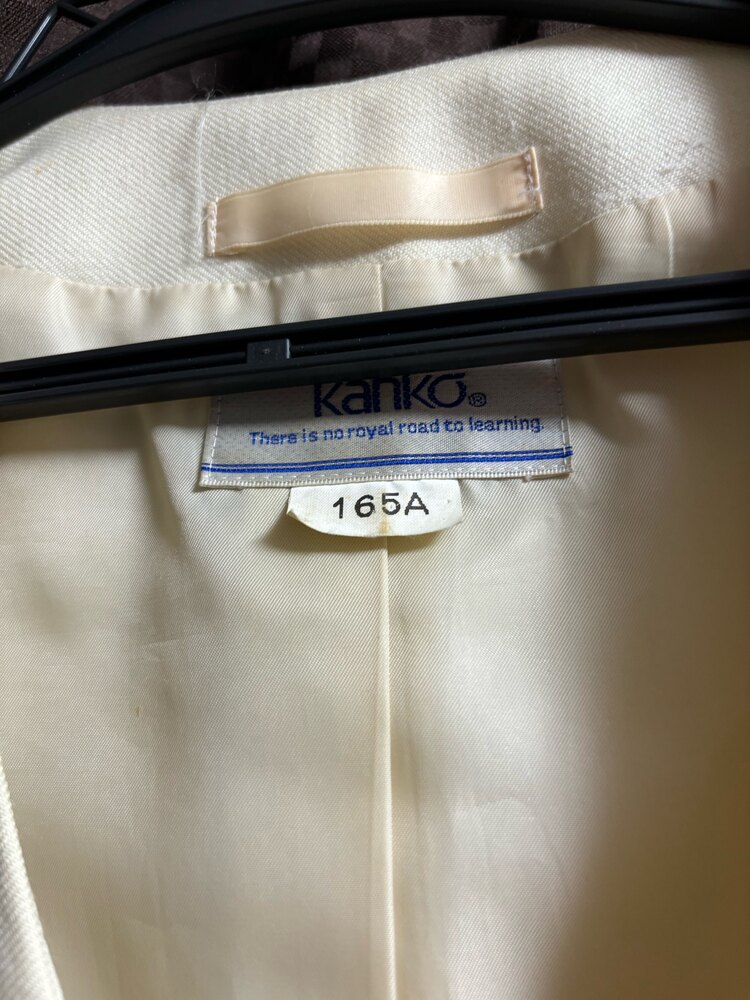 Kanko®
There is no royal road to learning.
165A